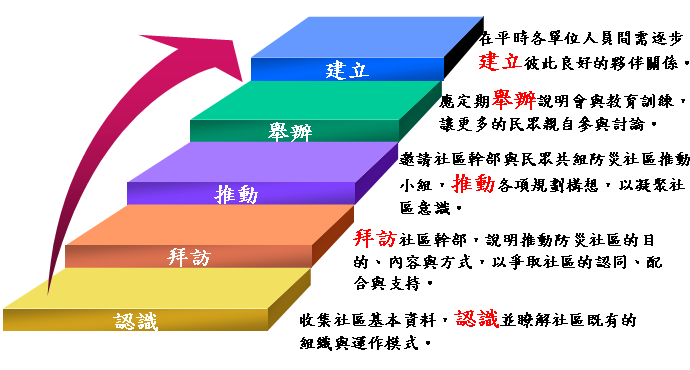 在平時各單位人員間需逐步
建立彼此良好的夥伴關係。
建立
應定期舉辦說明會與教育訓練，
讓更多的民眾親自參與討論。
舉辦
邀請社區幹部與民眾共組防災社區推動
小組，推動各項規劃構想，以凝聚社
區意識。
推動
拜訪社區幹部，說明推動防災社區的目
的、內容與方式，以爭取社區的認同、配
合與支持。
拜訪
收集社區基本資料，認識並瞭解社區既有的
組織與運作模式。
認識